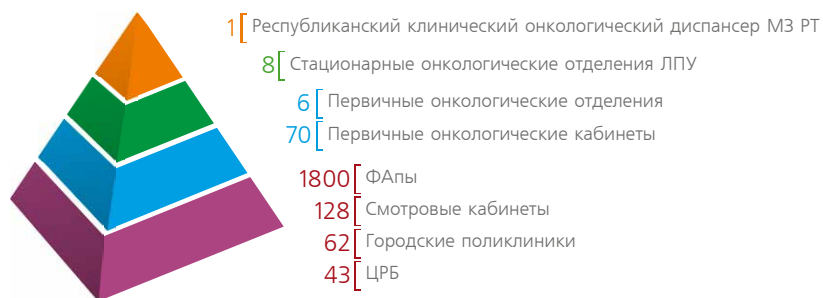 1 Республиканский клинический онкологический диспансер МЗ РТ
8 Стационарные онкологические отделения ЛПУ
6 Первичные онкологические отделения
70 Первичные онкологические кабинеты
1800 ФАпы
128 Смотровые кабинеты
62 Городские поликлиники
43 ЦРБ